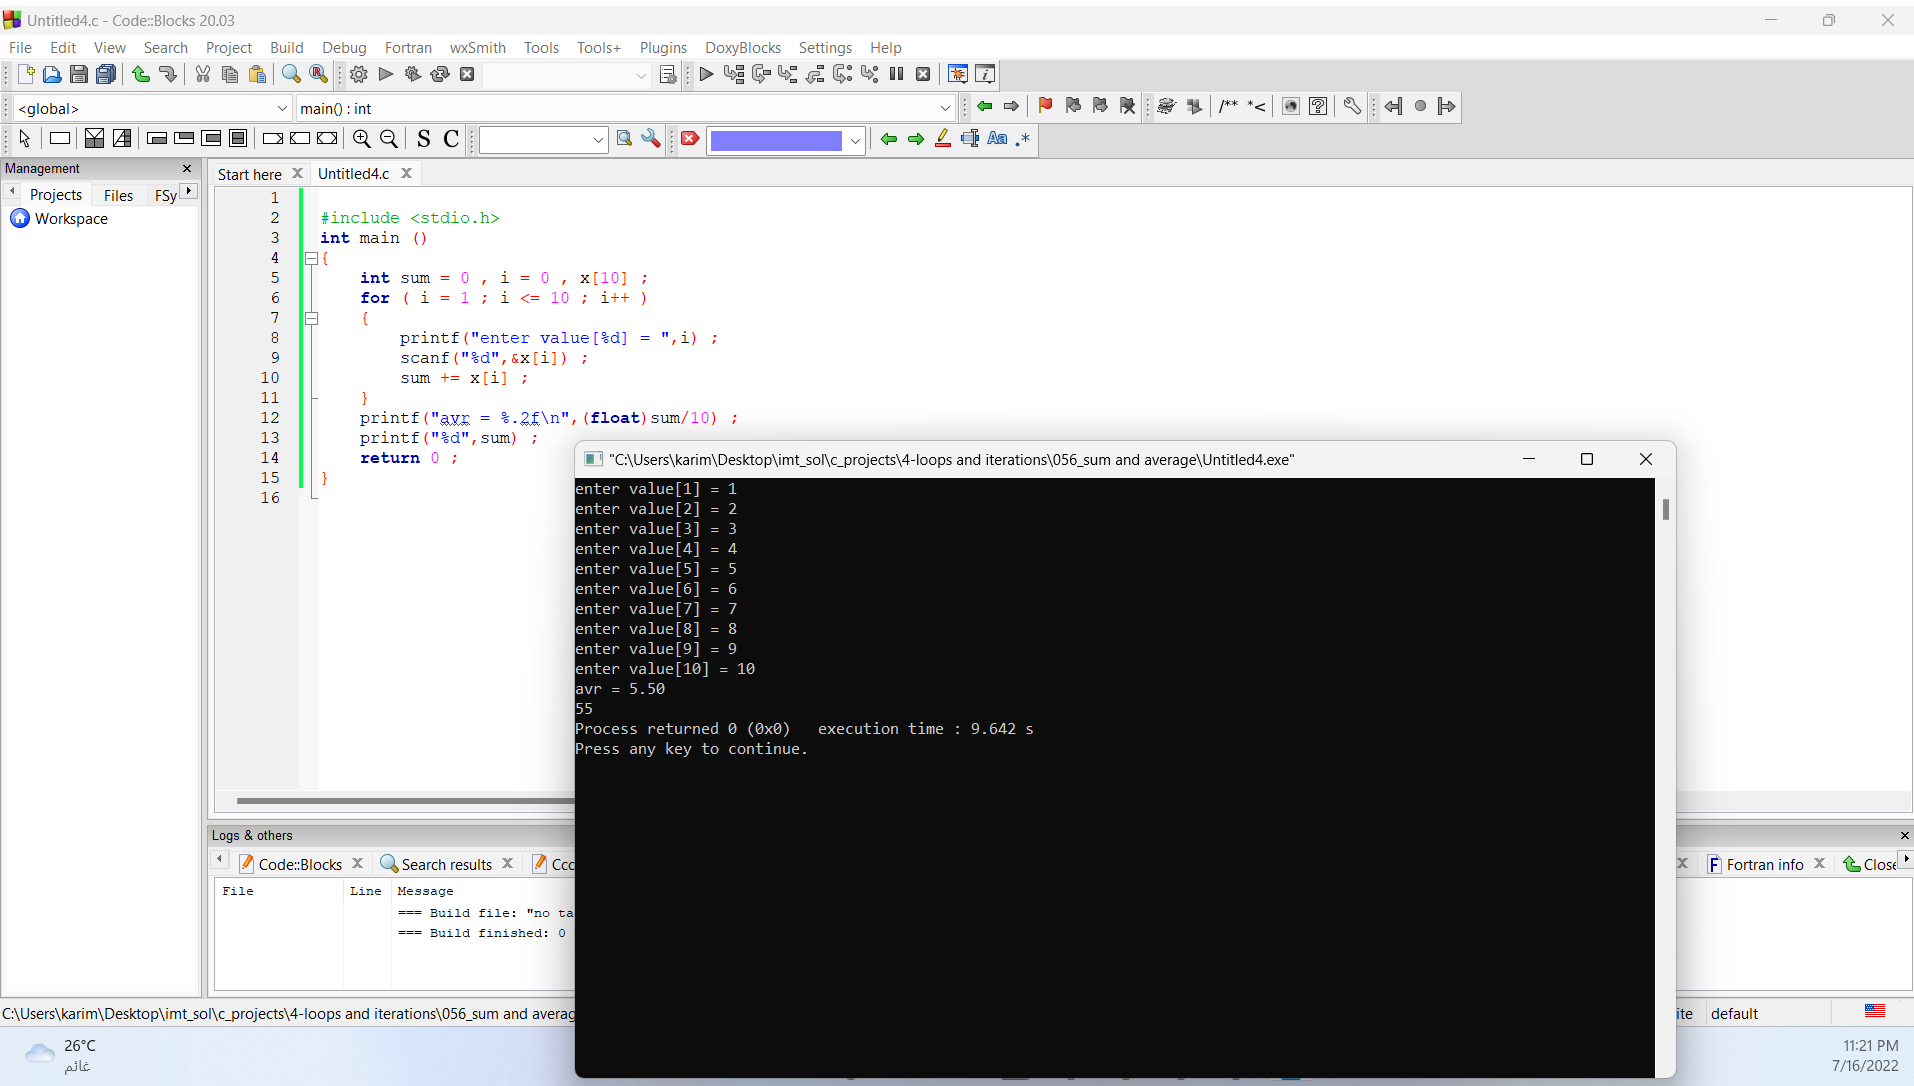 Untitled4.c - Code::Blocks 20.03
File Edit View Search Project Build Debug Fortran wxSmith Tools Tools+ Plugins DoxyBlocks Settings Help
<global> main() : int
/** *<
S C Aa .*
Management
Start here Untitled4.c
Projects Files FSy
Workspace
1
2 #include <stdio.h>
3 int main ()
4 {
5 int sum = 0 , i = 0 , x[10] ;
6 for ( i = 1 ; i <= 10 ; i++ )
7 {
8 printf("enter value[%d] = ",i) ;
9 scanf("%d",&x[i]) ;
10 sum += x[i] ;
11 }
12 printf("avr = %.2f\n",(float)sum/10) ;
13 printf("%d",sum) ;
14 return 0 ;
15 }
16
"C:\Users\karim\Desktop\imt_sol\c_projects\4-loops and iterations\056_sum and average\Untitled4.exe"
enter value[1] = 1
enter value[2] = 2
enter value[3] = 3
enter value[4] = 4
enter value[5] = 5
enter value[6] = 6
enter value[7] = 7
enter value[8] = 8
enter value[9] = 9
enter value[10] = 10
avr = 5.50
55
Process returned 0 (0x0) execution time : 9.642 s
Press any key to continue.
Logs & others
Code::Blocks Search results Ccc Fortran info Close
File Line Message
=== Build file: "no ta
=== Build finished: 0
C:\Users\karim\Desktop\imt_sol\c_projects\4-loops and iterations\056_sum and averag ite default
26°C
غائم
11:21 PM
7/16/2022